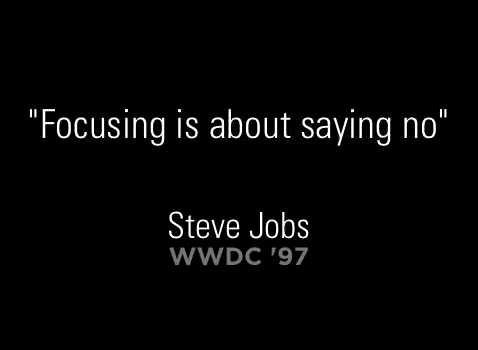 "Focusing is about saying no"
Steve Jobs
WWDC '97